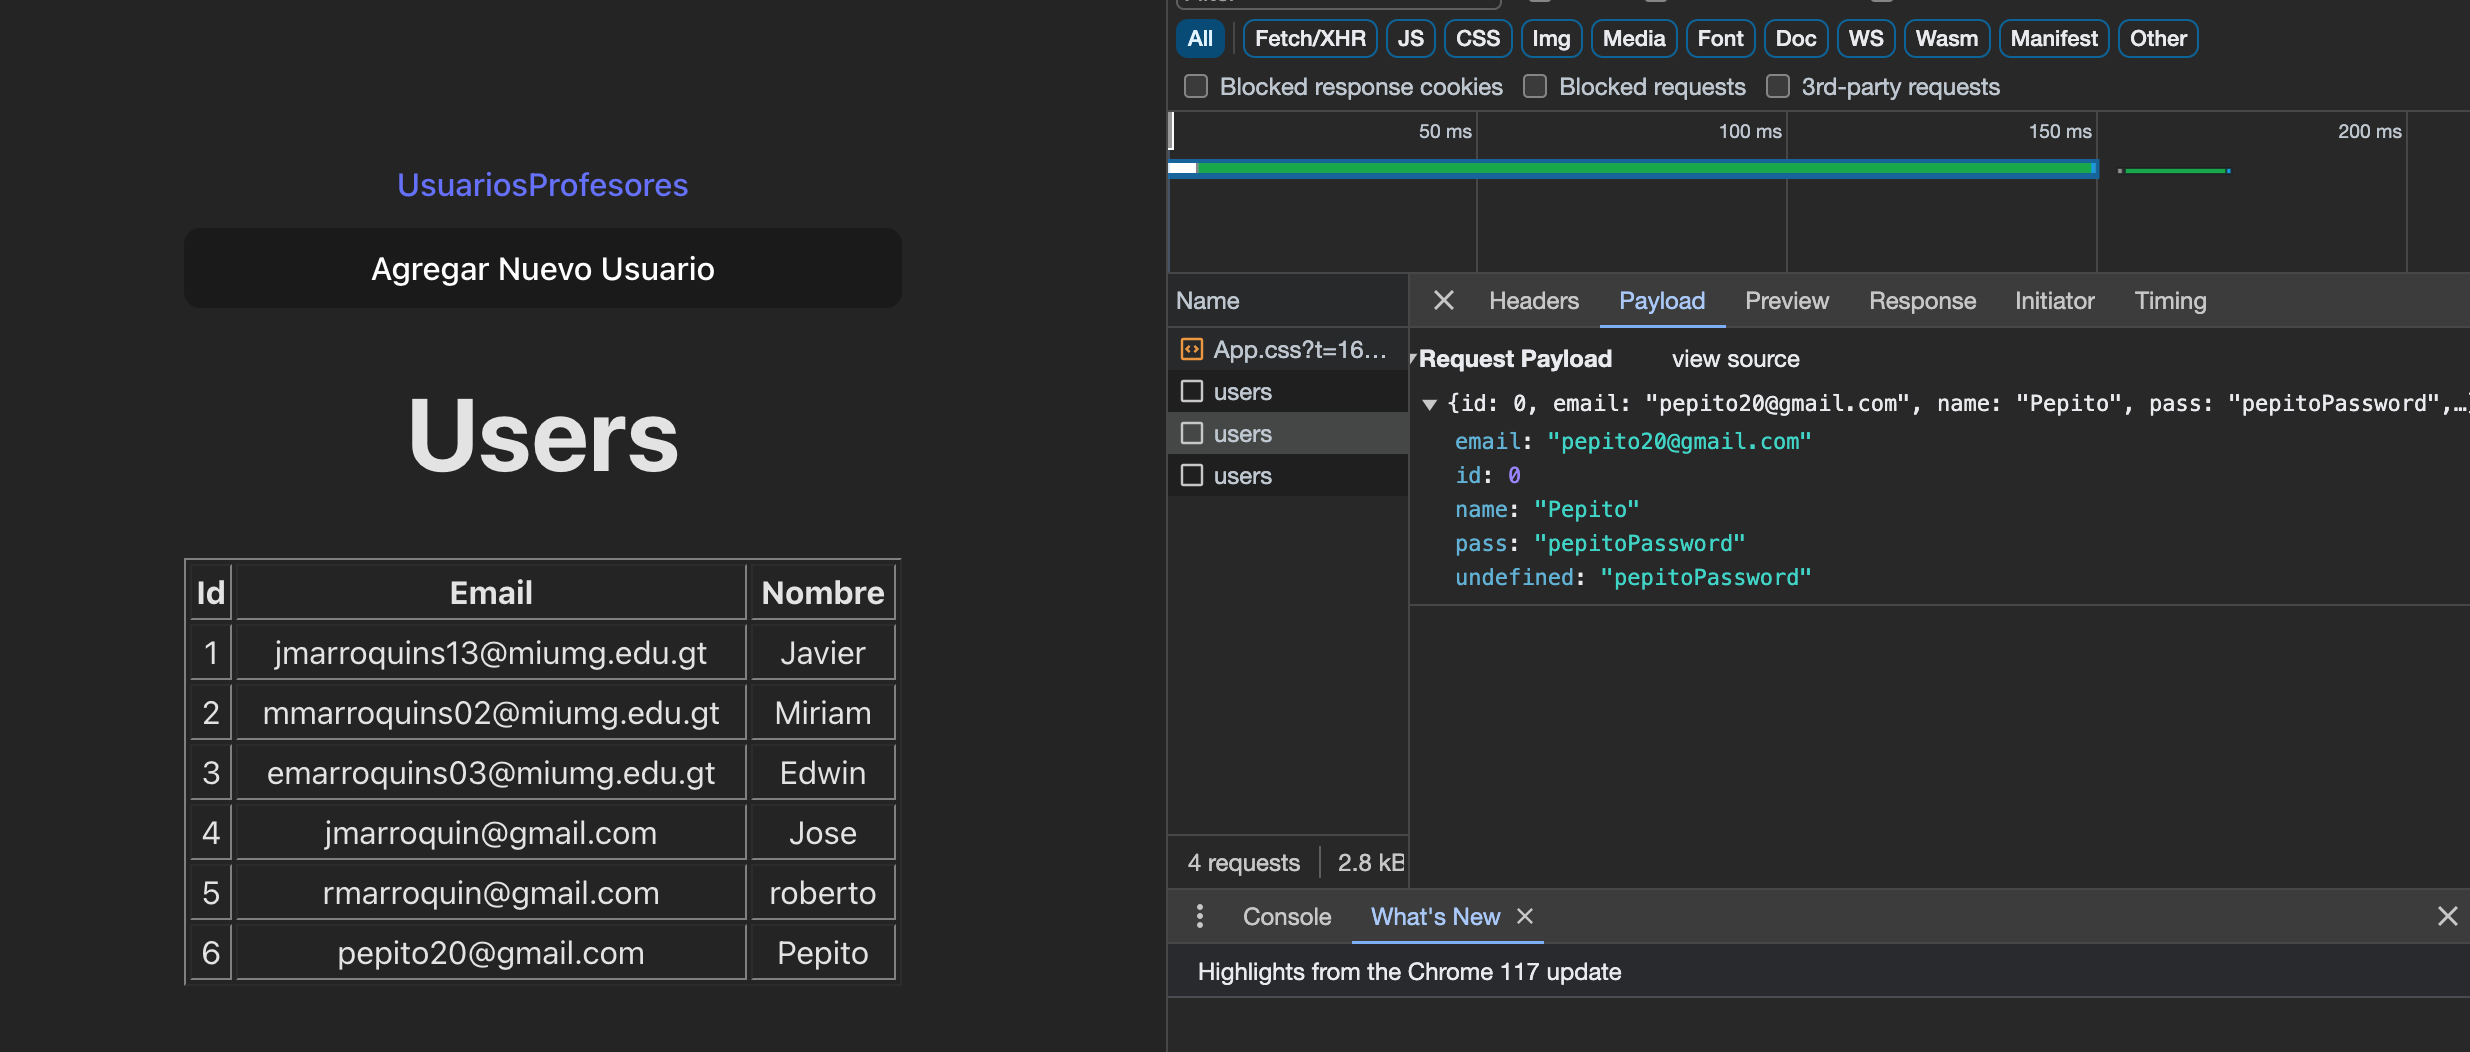 UsuariosProfesores
Agregar Nuevo Usuario
Users
Id Email Nombre
1 jmarroquins13@miumg.edu.gt Javier
2 mmarroquins02@miumg.edu.gt Miriam
3 emarroquins03@miumg.edu.gt Edwin
4 jmarroquin@gmail.com Jose
5 rmarroquin@gmail.com roberto
6 pepito20@gmail.com Pepito
All Fetch/XHR JS CSS Img Media Font Doc WS Wasm Manifest Other
Blocked response cookies Blocked requests 3rd-party requests
50 ms 100 ms 150 ms 200 ms
Name
App.css?t=16...
users
users
users
4 requests 2.8 kB
Headers Payload Preview Response Initiator Timing
Request Payload view source
{id: 0, email: "pepito20@gmail.com", name: "Pepito", pass: "pepitoPassword",…}
email: "pepito20@gmail.com"
id: 0
name: "Pepito"
pass: "pepitoPassword"
undefined: "pepitoPassword"
Console What's New
Highlights from the Chrome 117 update